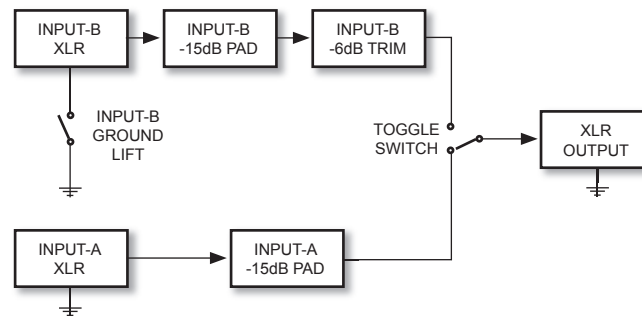 INPUT-B
XLR
INPUT-B
-15dB PAD
INPUT-B
-6dB TRIM
INPUT-B
GROUND
LIFT
TOGGLE
SWITCH
XLR
OUTPUT
INPUT-A
XLR
INPUT-A
-15dB PAD